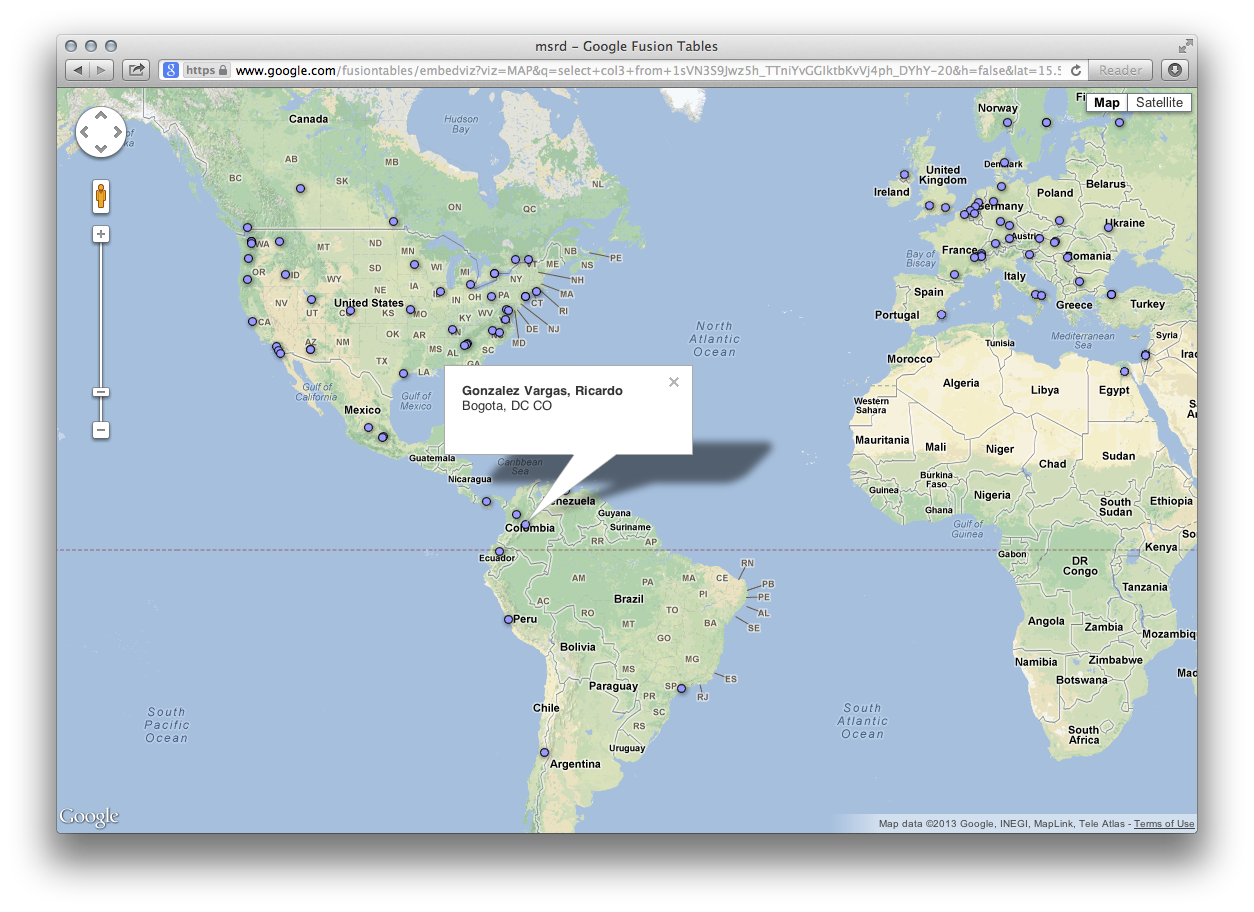 msrd – Google Fusion Tables
https www.google.com/fusiontables/embedviz?viz=MAP&q=select+col3+from+1sVN3S9Jwz5h_TTniYvGGIktbKvVj4ph_DYhY-20&h=false&lat=15.5
Reader
Map Satellite
Canada
Hudson
Bay
Norway
AB
MB
BC
SK
NL
ON
QC
United
Kingdom
Ireland
Denmark
Poland
Belarus
Germany
Ukraine
Austri
France
Romania
Bay of
Biscay
Italy
Spain
Portugal
Greece
Turkey
WA
MT
ND
MN
OR
ID
SD
WI
MI
WY
NE
IA
NV
UT
United States
KS
MO
IN
OH
PA
NY
VT
ME
NB
NS
PE
NH
MA
CT
RI
NJ
DE
MD
WV
KY
CA
AZ
NM
OK
AR
MS
AL
SC
GA
TX
LA
North
Atlantic
Ocean
Mediterranean
Sea
Tunisia
Syria
Morocco
Algeria
Libya
Egypt
Western
Sahara
Gulf of
California
Gulf of
Mexico
Mexico
Gonzalez Vargas, Ricardo
Bogota, DC CO
Guatemala
Caribbean
Sea
Nicaragua
Mauritania
Mali
Niger
Chad
Sudan
Burkina
Faso
Guinea
Nigeria
Ghana
South
Sudan
Ethiopia
Gulf of
Guinea
enezuela
Guyana
Suriname
Colombia
Ecuador
RR
AP
Gabon
DR
Congo
Kenya
Tanzania
AM
PA
MA
CE
RN
PB
PE
AL
SE
PI
AC
RO
TO
BA
MT
GO
MG
ES
MS
SP
RJ
PR
SC
RS
Brazil
Peru
Bolivia
Paraguay
Chile
Uruguay
Argentina
Angola
Zambia
Mozambiq
Namibia
Zimbabwe
Botswana
Mad
South
Africa
South
Pacific
Ocean
South
Atlantic
Ocean
Google
Map data ©2013 Google, INEGI, MapLink, Tele Atlas - Terms of Use